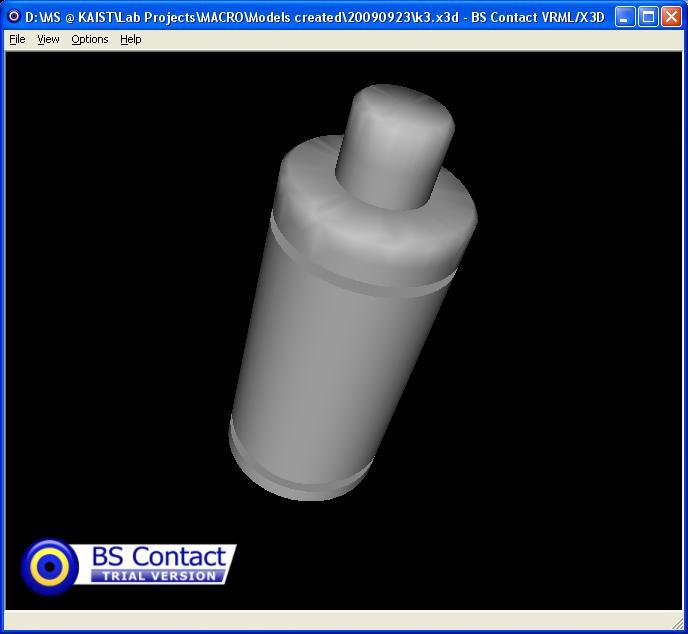 D:\MS @ KAIST\Lab Projects\MACRO\Models created\20090923\k3.x3d - BS Contact VRML/X3D
File View Options Help
BS Contact
TRIAL VERSION